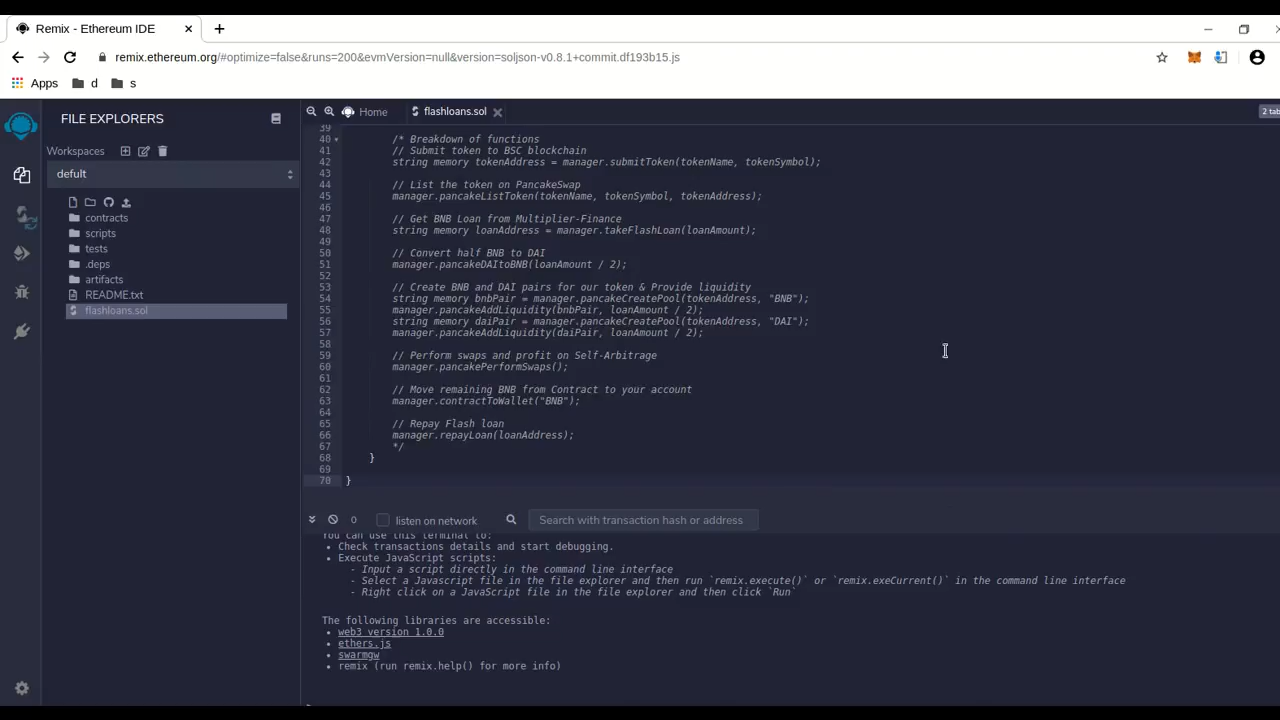 Remix - Ethereum IDE
remix.ethereum.org/#optimize=false&runs=200&evmVersion=null&version=soljson-v0.8.1+commit.df193b15.js
Apps d s
FILE EXPLORERS
Workspaces
defult
contracts
scripts
tests
.deps
artifacts
README.txt
flashloans.sol
Home flashloans.sol 2 tab
39
40 /* Breakdown of functions
41 // Submit token to BSC blockchain
42 string memory tokenAddress = manager.submitToken(tokenName, tokenSymbol);
43
44 // List the token on PancakeSwap
45 manager.pancakeListToken(tokenName, tokenSymbol, tokenAddress);
46
47 // Get BNB Loan from Multiplier-Finance
48 string memory loanAddress = manager.takeFlashLoan(loanAmount);
49
50 // Convert half BNB to DAI
51 manager.pancakeDAItoBNB(loanAmount / 2);
52
53 // Create BNB and DAI pairs for our token & Provide liquidity
54 string memory bnbPair = manager.pancakeCreatePool(tokenAddress, "BNB");
55 manager.pancakeAddLiquidity(bnbPair, loanAmount / 2);
56 string memory daiPair = manager.pancakeCreatePool(tokenAddress, "DAI");
57 manager.pancakeAddLiquidity(daiPair, loanAmount / 2);
58
59 // Perform swaps and profit on Self-Arbitrage
60 manager.pancakePerformSwaps();
61
62 // Move remaining BNB from Contract to your account
63 manager.contractToWallet("BNB");
64
65 // Repay Flash loan
66 manager.repayLoan(loanAddress);
67 */
68 }
69
70 }
0 listen on network Search with transaction hash or address
You can use this terminal to:
• Check transactions details and start debugging.
• Execute JavaScript scripts:
- Input a script directly in the command line interface
- Select a Javascript file in the file explorer and then run `remix.execute()` or `remix.exeCurrent()` in the command line interface
- Right click on a JavaScript file in the file explorer and then click `Run`
The following libraries are accessible:
• web3 version 1.0.0
• ethers.js
• swarmgw
• remix (run remix.help() for more info)